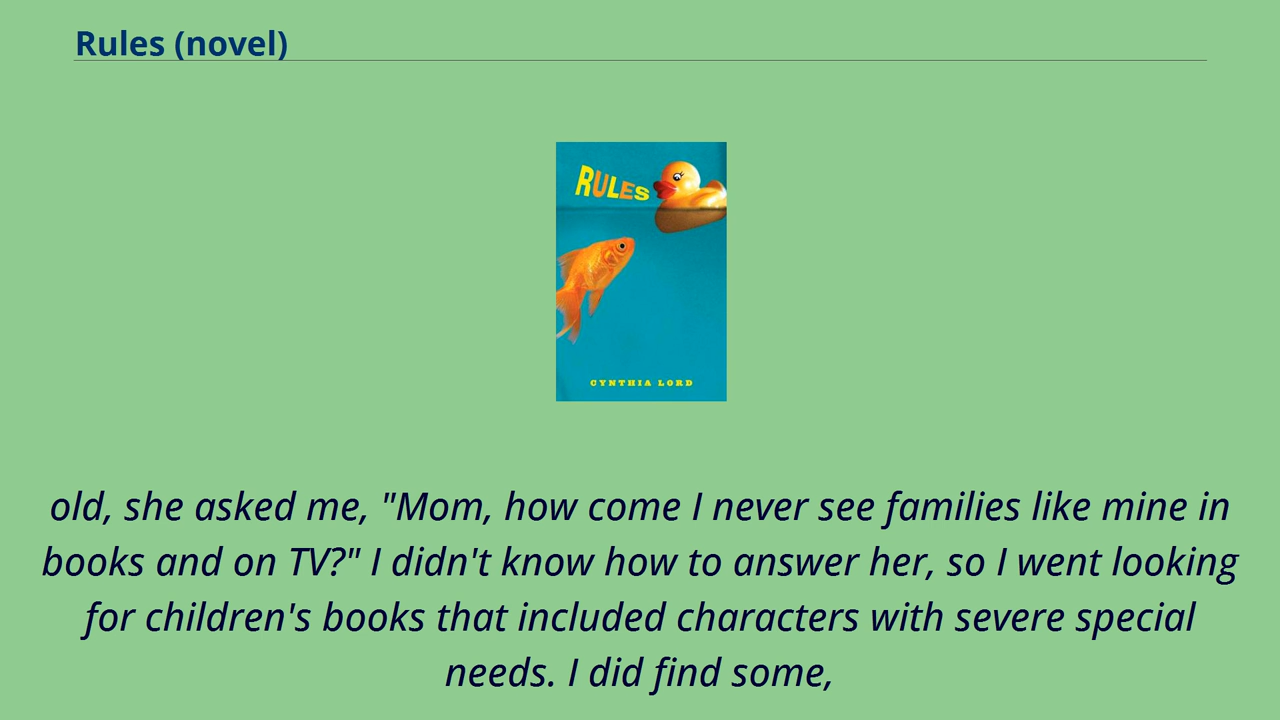 Rules (novel)
RULES
CYNTHIA LORD
old, she asked me, "Mom, how come I never see families like mine in
books and on TV?" I didn't know how to answer her, so I went looking
for children's books that included characters with severe special
needs. I did find some,